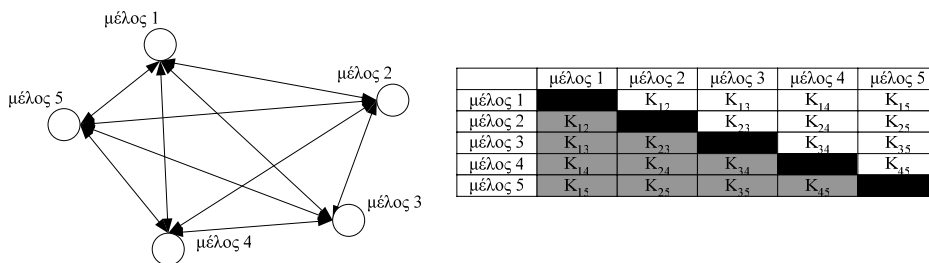 μέλος 1
μέλος 2
μέλος 5
μέλος 3
μέλος 4
μέλος 1 μέλος 2 μέλος 3 μέλος 4 μέλος 5
μέλος 1 K12 K13 K14 K15
μέλος 2 K12 K23 K24 K25
μέλος 3 K13 K23 K34 K35
μέλος 4 K14 K24 K34 K45
μέλος 5 K15 K25 K35 K45